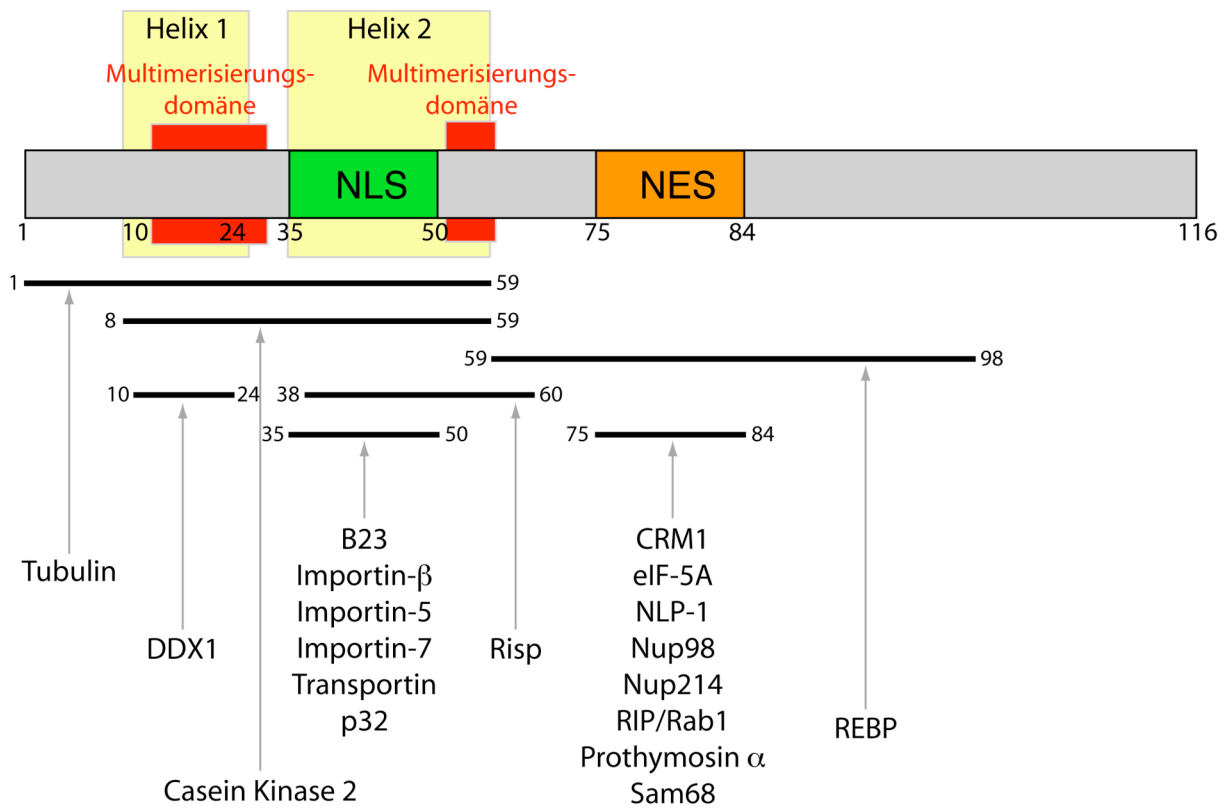 Helix 1
Helix 2
Multimerisierungs-
domäne
Multimerisierungs-
domäne
NLS
NES
1
10
24
35
50
75
84
116
1
59
8
59
59
98
10
24
38
60
35
50
75
84
Tubulin
DDX1
Casein Kinase 2
B23
Importin-β
Importin-5
Importin-7
Transportin
p32
Risp
CRM1
eIF-5A
NLP-1
Nup98
Nup214
RIP/Rab1
Prothymosin α
Sam68
REBP